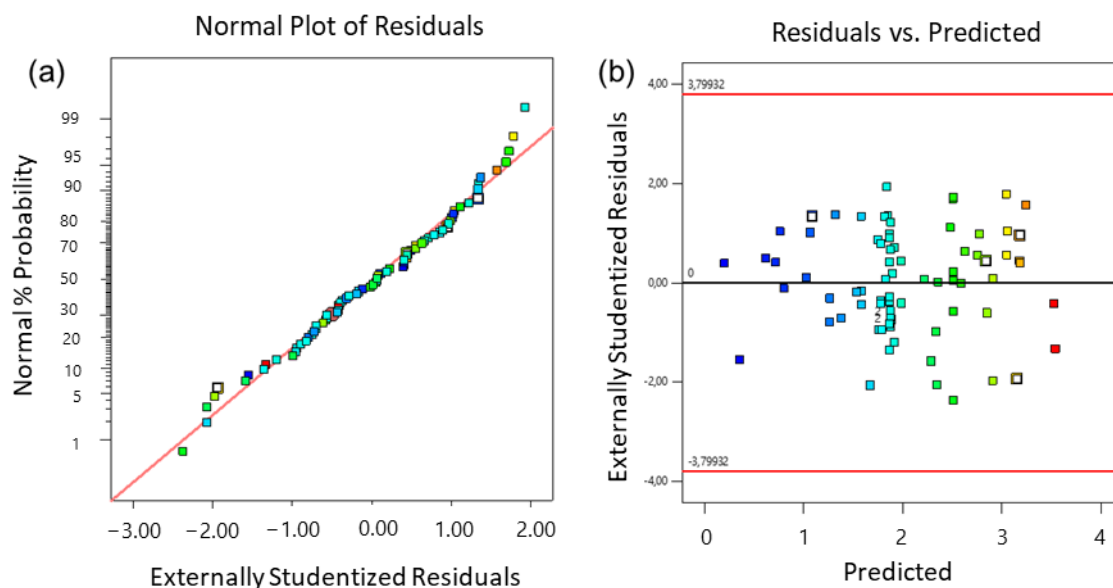 Normal Plot of Residuals
(a)
Normal % Probability
99
95
90
80
70
50
30
20
10
5
1
−3.00 −2.00 −1.00 0.00 1.00 2.00
Externally Studentized Residuals
Residuals vs. Predicted
(b)
Externally Studentized Residuals
4,00
3,79932
2,00
0
0,00
2
2
-2,00
-3,79932
-4,00
0 1 2 3 4
Predicted